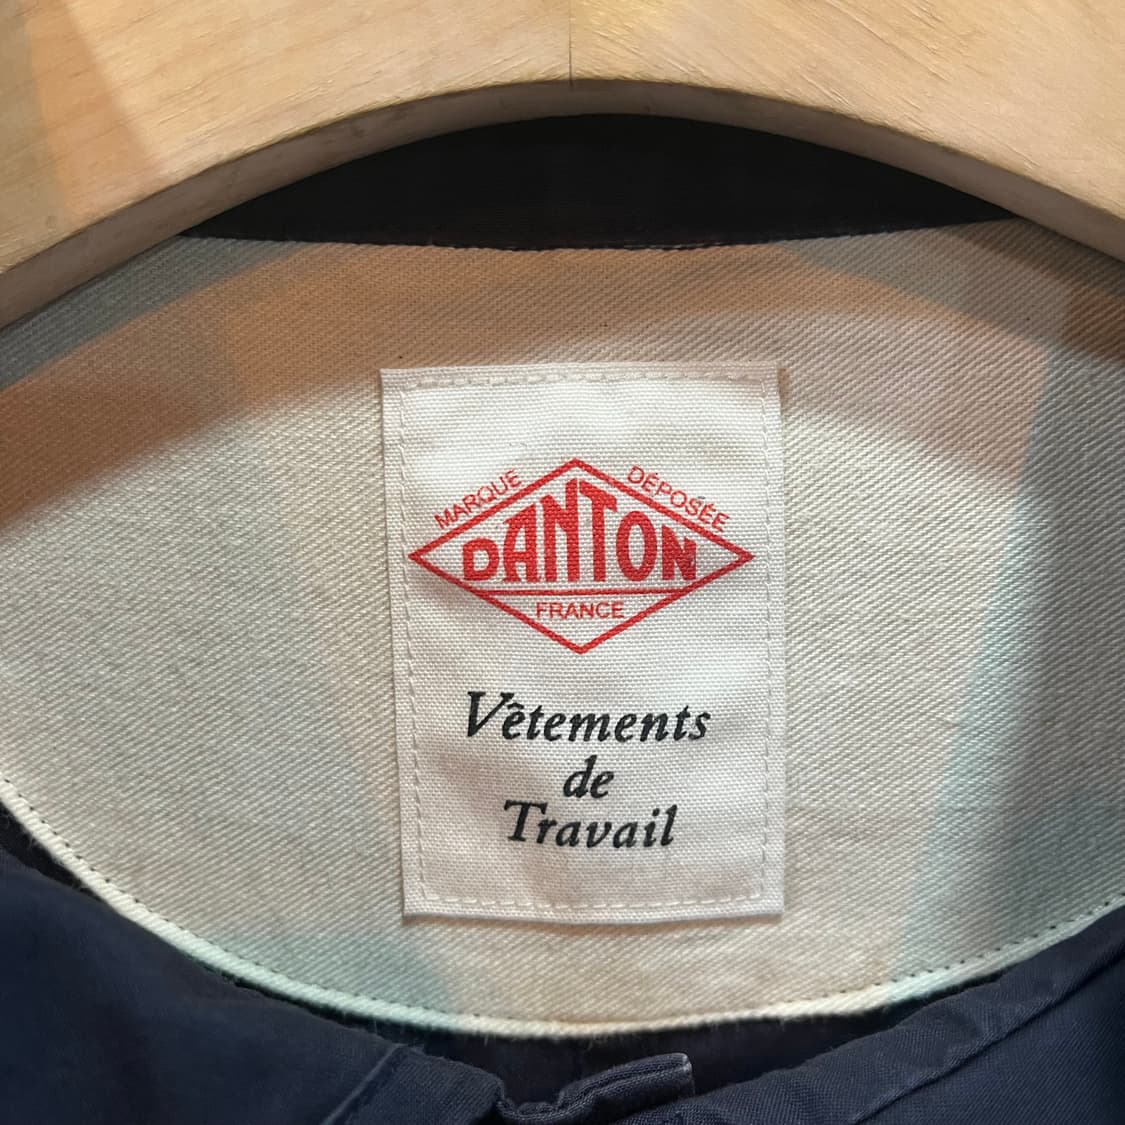 MARQUE DÉPOSÉE
DANTON
FRANCE
Vêtements
de
Travail